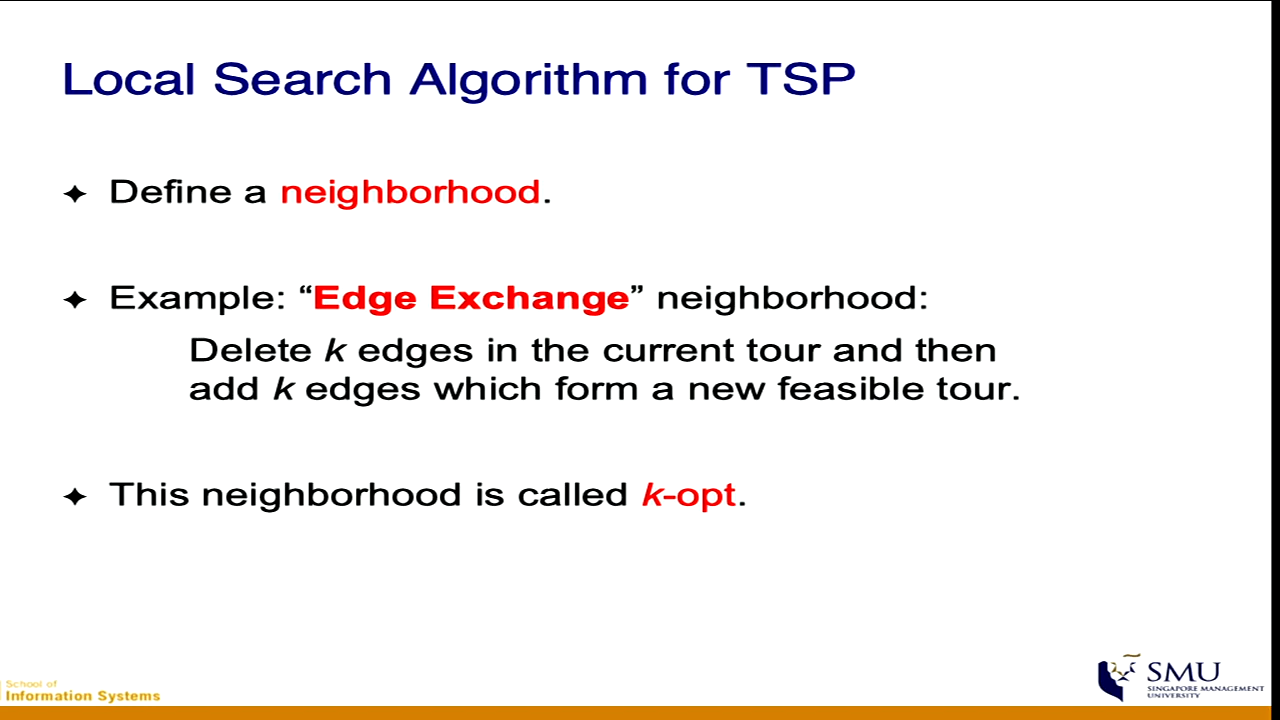 Local Search Algorithm for TSP
✦ Define a neighborhood.
✦ Example: “Edge Exchange” neighborhood:
Delete k edges in the current tour and then
add k edges which form a new feasible tour.
✦ This neighborhood is called k-opt.
School of
Information Systems
SMU
SINGAPORE MANAGEMENT
UNIVERSITY